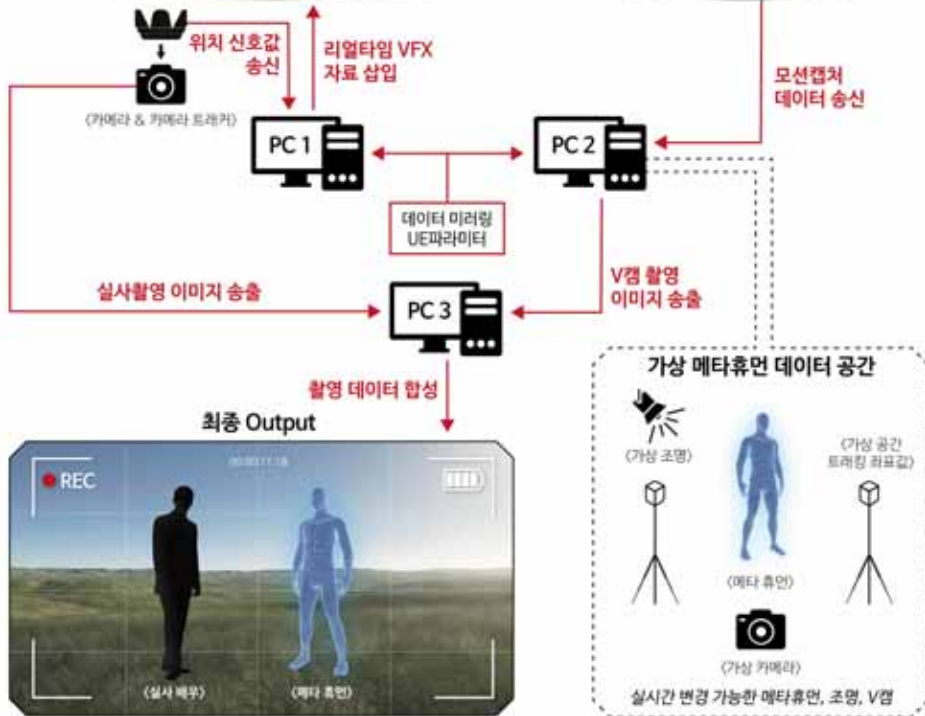 위치 신호값
송신
리얼타임 VFX
자료 삽입
모션캡처
데이터 송신
<카메라 & 카메라 트래커>
PC 1
PC 2
데이터 미러링
UE파라미터
실사촬영 이미지 송출
V캠 촬영
이미지 송출
PC 3
촬영 데이터 합성
최종 Output
REC
<실사 배우>
<메타 휴먼>
가상 메타휴먼 데이터 공간
<가상 조명>
<가상 공간
트래킹 좌표값>
<메타 휴먼>
<가상 카메라>
실시간 변경 가능한 메타휴먼, 조명, V캠